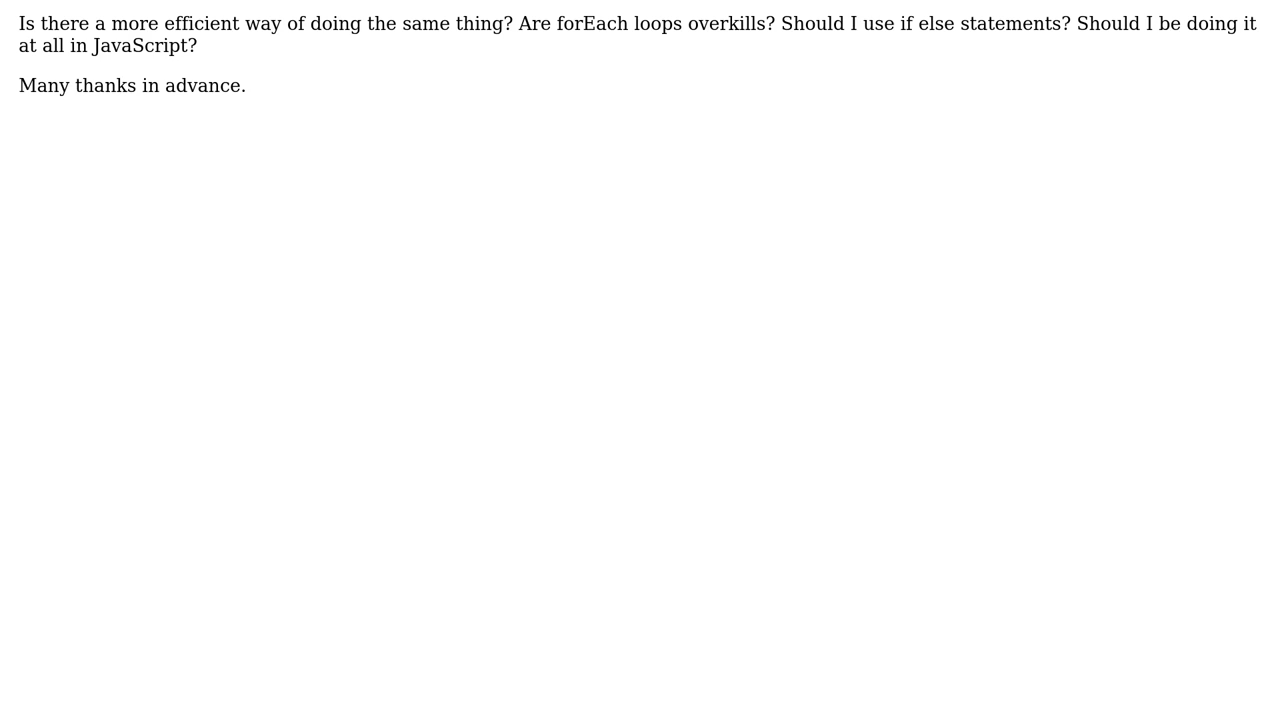 Is there a more efficient way of doing the same thing? Are forEach loops overkills? Should I use if else statements? Should I be doing it
at all in JavaScript?
Many thanks in advance.